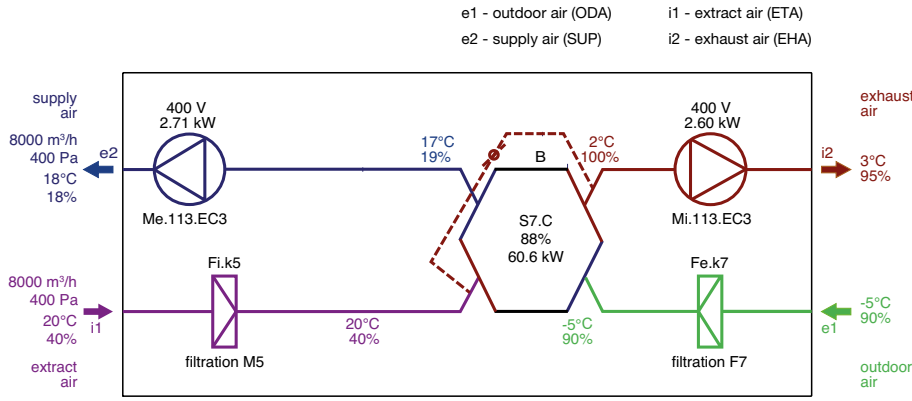 e1 - outdoor air (ODA)
i1 - extract air (ETA)
e2 - supply air (SUP)
i2 - exhaust air (EHA)
supply
air
8000 m³/h
400 Pa
18°C
18%
e2
400 V
2.71 kW
Me.113.EC3
17°C
19%
B
2°C
100%
400 V
2.60 kW
Mi.113.EC3
exhaust
air
i2
3°C
95%
S7.C
88%
60.6 kW
8000 m³/h
400 Pa
20°C
40%
i1
extract
air
Fi.k5
filtration M5
20°C
40%
-5°C
90%
Fe.k7
filtration F7
-5°C
90%
e1
outdoor
air